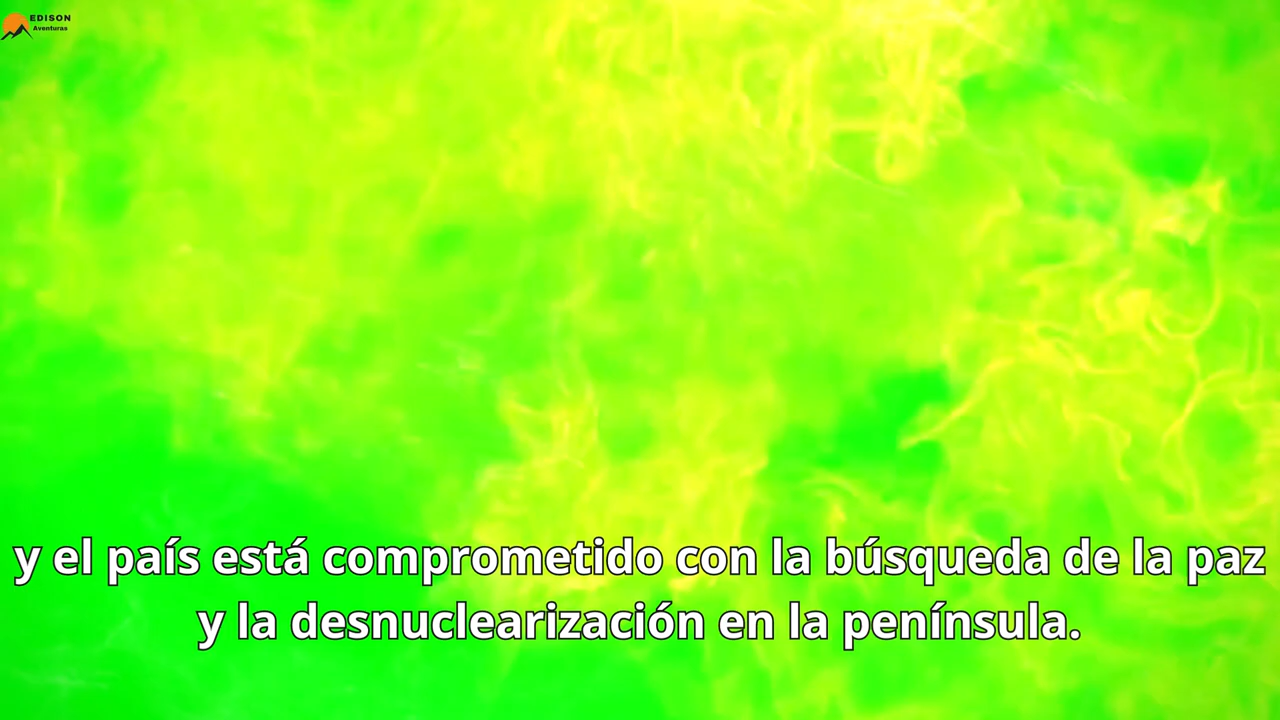 EDISON
Aventuras
y el país está comprometido con la búsqueda de la paz
y la desnuclearización en la península.